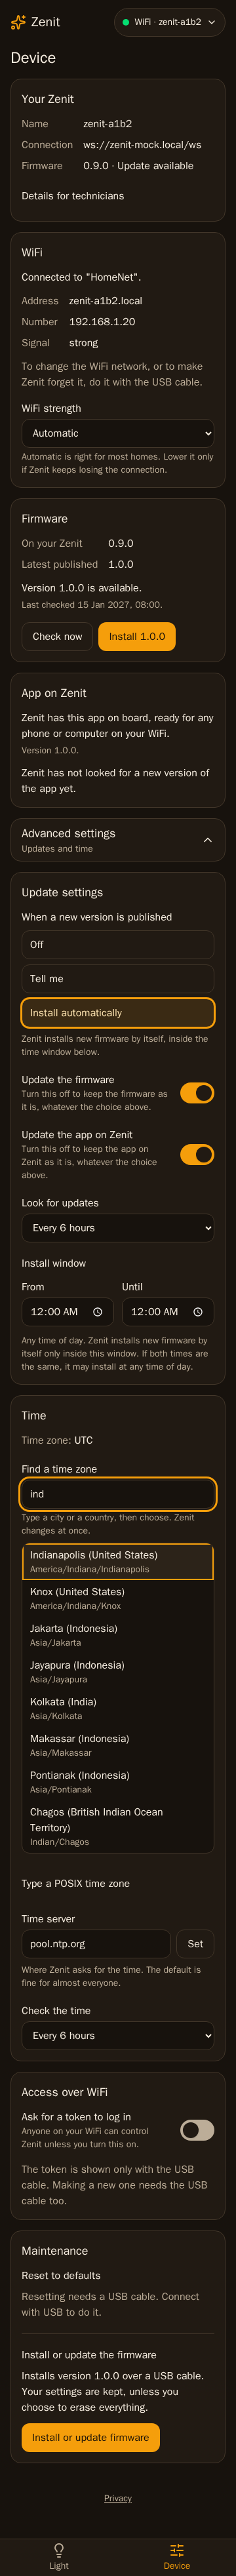 Zenit
WiFi · zenit-a1b2
Device
Your Zenit
Name zenit-a1b2
Connection ws://zenit-mock.local/ws
Firmware 0.9.0 · Update available
Details for technicians
WiFi
Connected to "HomeNet".
Address zenit-a1b2.local
Number 192.168.1.20
Signal strong
To change the WiFi network, or to make
Zenit forget it, do it with the USB cable.
WiFi strength
Automatic
Automatic is right for most homes. Lower it only
if Zenit keeps losing the connection.
Firmware
On your Zenit 0.9.0
Latest published 1.0.0
Version 1.0.0 is available.
Last checked 15 Jan 2027, 08:00.
Check now
Install 1.0.0
App on Zenit
Zenit has this app on board, ready for any
phone or computer on your WiFi.
Version 1.0.0.
Zenit has not looked for a new version of
the app yet.
Advanced settings
Updates and time
Update settings
When a new version is published
Off
Tell me
Install automatically
Zenit installs new firmware by itself, inside the
time window below.
Update the firmware
Turn this off to keep the firmware as
it is, whatever the choice above.
Update the app on Zenit
Turn this off to keep the app on
Zenit as it is, whatever the choice
above.
Look for updates
Every 6 hours
Install window
From Until
12:00 AM 12:00 AM
Any time of day. Zenit installs new firmware by
itself only inside this window. If both times are
the same, it may install at any time of day.
Time
Time zone: UTC
Find a time zone
ind
Type a city or a country, then choose. Zenit
changes at once.
Indianapolis (United States)
America/Indiana/Indianapolis
Knox (United States)
America/Indiana/Knox
Jakarta (Indonesia)
Asia/Jakarta
Jayapura (Indonesia)
Asia/Jayapura
Kolkata (India)
Asia/Kolkata
Makassar (Indonesia)
Asia/Makassar
Pontianak (Indonesia)
Asia/Pontianak
Chagos (British Indian Ocean
Territory)
Indian/Chagos
Type a POSIX time zone
Time server
pool.ntp.org
Set
Where Zenit asks for the time. The default is
fine for almost everyone.
Check the time
Every 6 hours
Access over WiFi
Ask for a token to log in
Anyone on your WiFi can control
Zenit unless you turn this on.
The token is shown only with the USB
cable. Making a new one needs the USB
cable too.
Maintenance
Reset to defaults
Resetting needs a USB cable. Connect
with USB to do it.
Install or update the firmware
Installs version 1.0.0 over a USB cable.
Your settings are kept, unless you
choose to erase everything.
Install or update firmware
Privacy
Light
Device